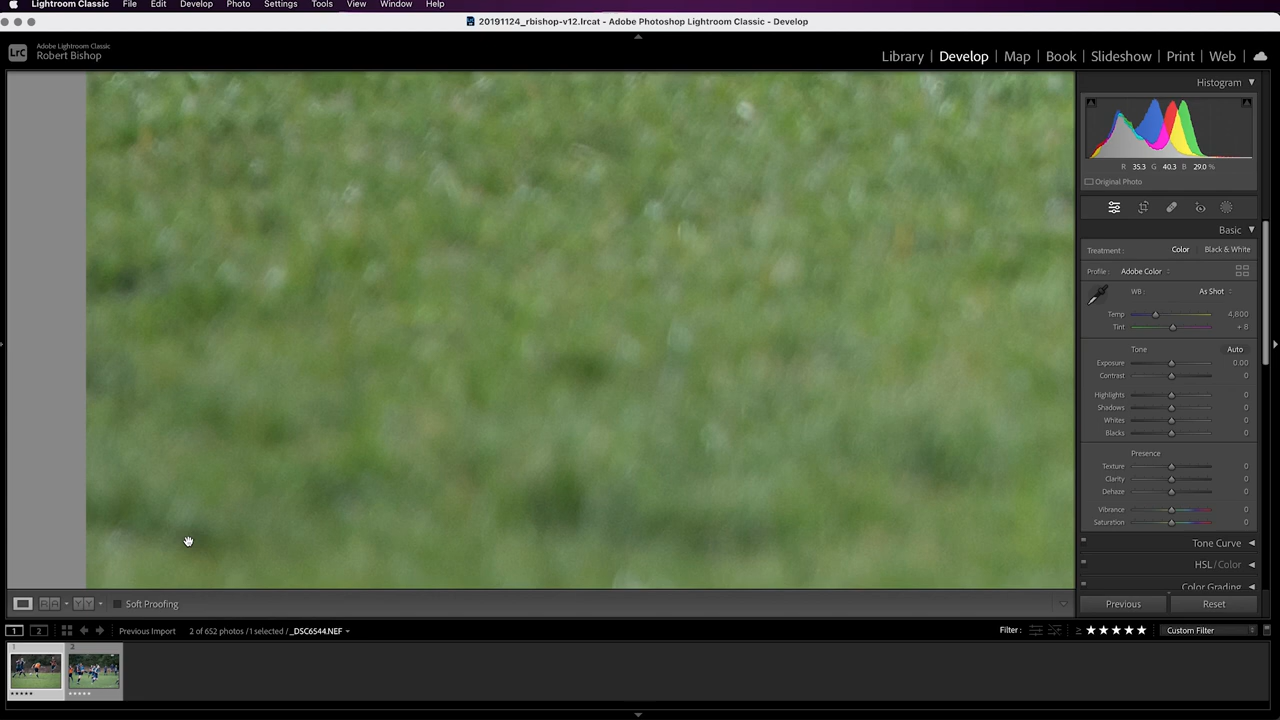 Lightroom Classic File Edit Develop Photo Settings Tools View Window Help
20191124_rbishop-v12.lrcat - Adobe Photoshop Lightroom Classic - Develop
LrC
Adobe Lightroom Classic
Robert Bishop
Library | Develop | Map | Book | Slideshow | Print | Web
Histogram
R 35.3 G 40.3 B 29.0 %
Original Photo
Basic
Treatment : Color Black & White
Profile : Adobe Color
WB : As Shot
Temp 4,800
Tint + 8
Tone Auto
Exposure 0.00
Contrast 0
Highlights 0
Shadows 0
Whites 0
Blacks 0
Presence
Texture 0
Clarity 0
Dehaze 0
Vibrance 0
Saturation 0
Tone Curve
HSL / Color
Color Grading
Previous Reset
R A Y Y Soft Proofing
1 2 Previous Import 2 of 652 photos / 1 selected / _DSC6544.NEF Filter : ≥ ★★★★★ Custom Filter
1 2
★★★★★ ★★★★★